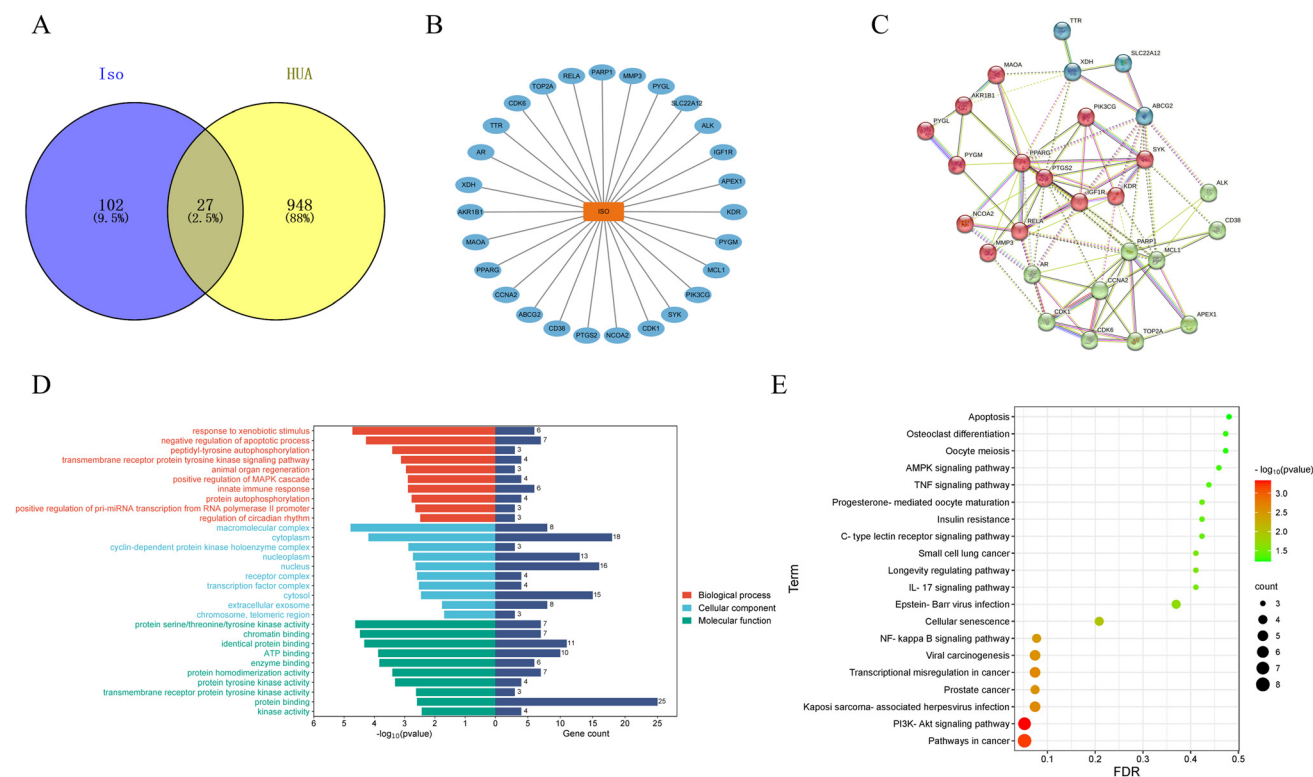 A
Iso
HUA
102
(9.5%)
27
(2.5%)
948
(88%)
B
PARP1
MMP3
PYGL
SLC22A12
ALK
IGF1R
APEX1
KDR
PYGM
MCL1
PIK3CG
SYK
CDK1
NCOA2
PTGS2
CD38
ABCG2
CCNA2
PPARG
MAOA
AKR1B1
XDH
AR
TTR
CDK6
TOP2A
RELA
ISO
C
TTR
XDH
SLC22A12
MAOA
AKR1B1
PIK3CG
ABCG2
PYGL
PYGM
PPARG
SYK
PTGS2
IGF1R
KDR
ALK
NCOA2
RELA
CD38
MMP3
PARP1
MCL1
AR
CCNA2
CDK1
CDK6
TOP2A
APEX1
D
response to xenobiotic stimulus 6
negative regulation of apoptotic process 7
peptidyl-tyrosine autophosphorylation 3
transmembrane receptor protein tyrosine kinase signaling pathway 4
animal organ regeneration 3
positive regulation of MAPK cascade 4
innate immune response 6
protein autophosphorylation 4
positive regulation of pri-miRNA transcription from RNA polymerase II promoter 3
regulation of circadian rhythm 3
macromolecular complex 8
cytoplasm 18
cyclin-dependent protein kinase holoenzyme complex 3
nucleoplasm 13
nucleus 16
receptor complex 4
transcription factor complex 4
cytosol 15
extracellular exosome 8
chromosome, telomeric region 3
protein serine/threonine/tyrosine kinase activity 7
chromatin binding 7
identical protein binding 11
ATP binding 10
enzyme binding 6
protein homodimerization activity 7
protein tyrosine kinase activity 4
transmembrane receptor protein tyrosine kinase activity 3
protein binding 25
kinase activity 4
6 5 4 3 2 1 0 0 5 10 15 20 25
-log10(pvalue) Gene count
Biological process
Cellular component
Molecular function
E
Term
Apoptosis
Osteoclast differentiation
Oocyte meiosis
AMPK signaling pathway
TNF signaling pathway
Progesterone- mediated oocyte maturation
Insulin resistance
C- type lectin receptor signaling pathway
Small cell lung cancer
Longevity regulating pathway
IL- 17 signaling pathway
Epstein- Barr virus infection
Cellular senescence
NF- kappa B signaling pathway
Viral carcinogenesis
Transcriptional misregulation in cancer
Prostate cancer
Kaposi sarcoma- associated herpesvirus infection
PI3K- Akt signaling pathway
Pathways in cancer
0.1 0.2 0.3 0.4 0.5
FDR
- log10(pvalue)
3.0
2.5
2.0
1.5
count
3
4
5
6
7
8